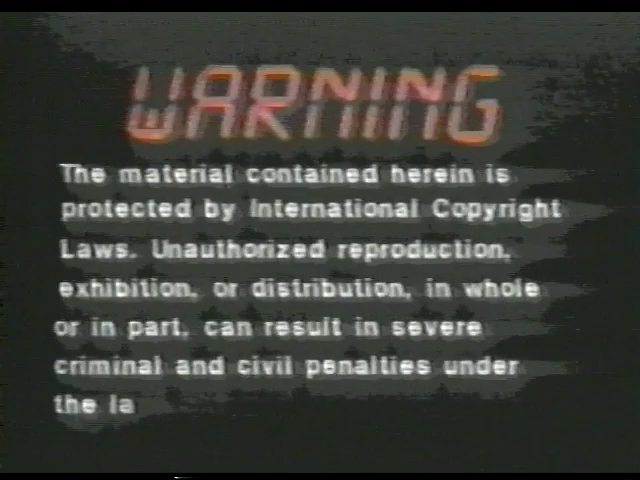 WARNING
The material contained herein is
protected by International Copyright
Laws. Unauthorized reproduction,
exhibition, or distribution, in whole
or in part, can result in severe
criminal and civil penalties under
the la